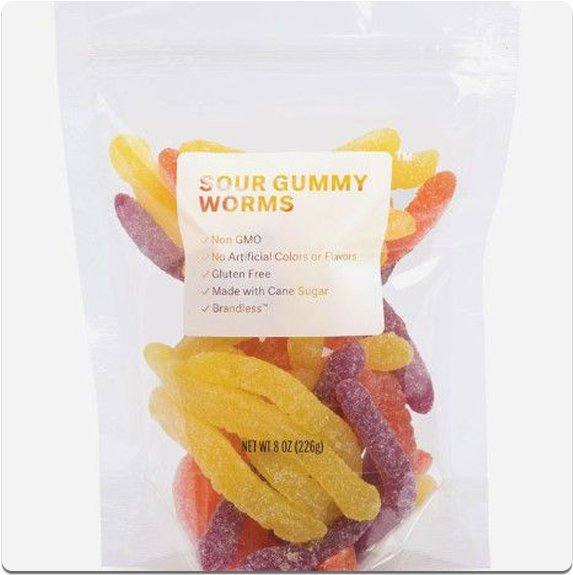 TM
SOUR GUMMY
WORMS
✓ Non GMO
✓ No Artificial Colors or Flavors
✓ Gluten Free
✓ Made with Cane Sugar
✓ Brandless™
NET WT 8 OZ (226g)